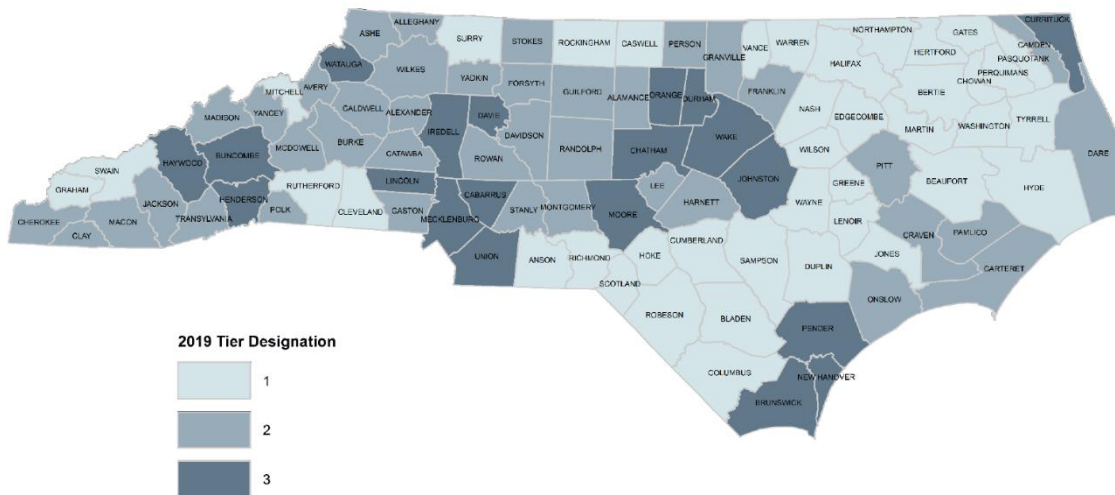 ALLEGHANY
ASHE
SURRY
STOKES
ROCKINGHAM
CASWELL
PERSON
VANCE
WARREN
NORTHAMPTON
GATES
CURRITUCK
CAMDEN
HERTFORD
PASQUOTANK
GRANVILLE
HALIFAX
PERQUIMANS
WATAUGA
WILKES
YADKIN
FORSYTH
GUILFORD
ALAMANCE
ORANGE
DURHAM
FRANKLIN
BERTIE
CHOWAN
MITCHELL
AVERY
CALDWELL
ALEXANDER
DAVIE
NASH
EDGECOMBE
MARTIN
WASHINGTON
TYRRELL
MADISON
YANCEY
IREDELL
DAVIDSON
RANDOLPH
CHATHAM
WAKE
DARE
BURKE
MCDOWELL
CATAWBA
ROWAN
WILSON
PITT
BEAUFORT
HYDE
HAYWOOD
BUNCOMBE
SWAIN
GRAHAM
RUTHERFORD
LINCOLN
CABARRUS
LEE
JOHNSTON
GREENE
WAYNE
JACKSON
HENDERSON
POLK
CLEVELAND
GASTON
MECKLENBURG
STANLY
MONTGOMERY
MOORE
HARNETT
LENOIR
CRAVEN
PAMLICO
CHEROKEE
MACON
TRANSYLVANIA
CLAY
UNION
ANSON
RICHMOND
HOKE
CUMBERLAND
SAMPSON
DUPLIN
JONES
CARTERET
SCOTLAND
ONSLOW
ROBESON
BLADEN
PENDER
COLUMBUS
NEW HANOVER
BRUNSWICK
2019 Tier Designation
1
2
3